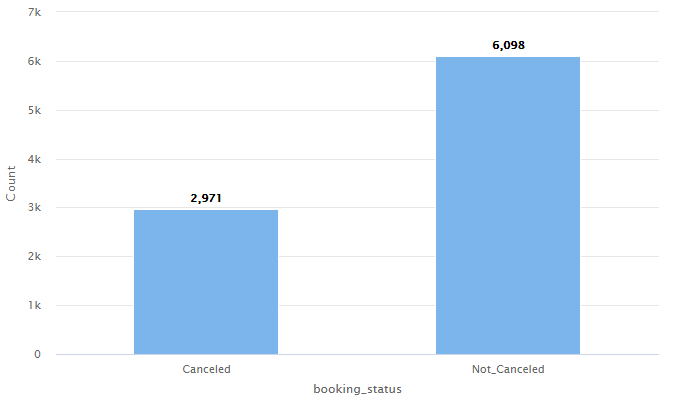 7k
6,098
6k
5k
4k
Count
2,971
3k
2k
1k
0
Canceled Not_Canceled
booking_status